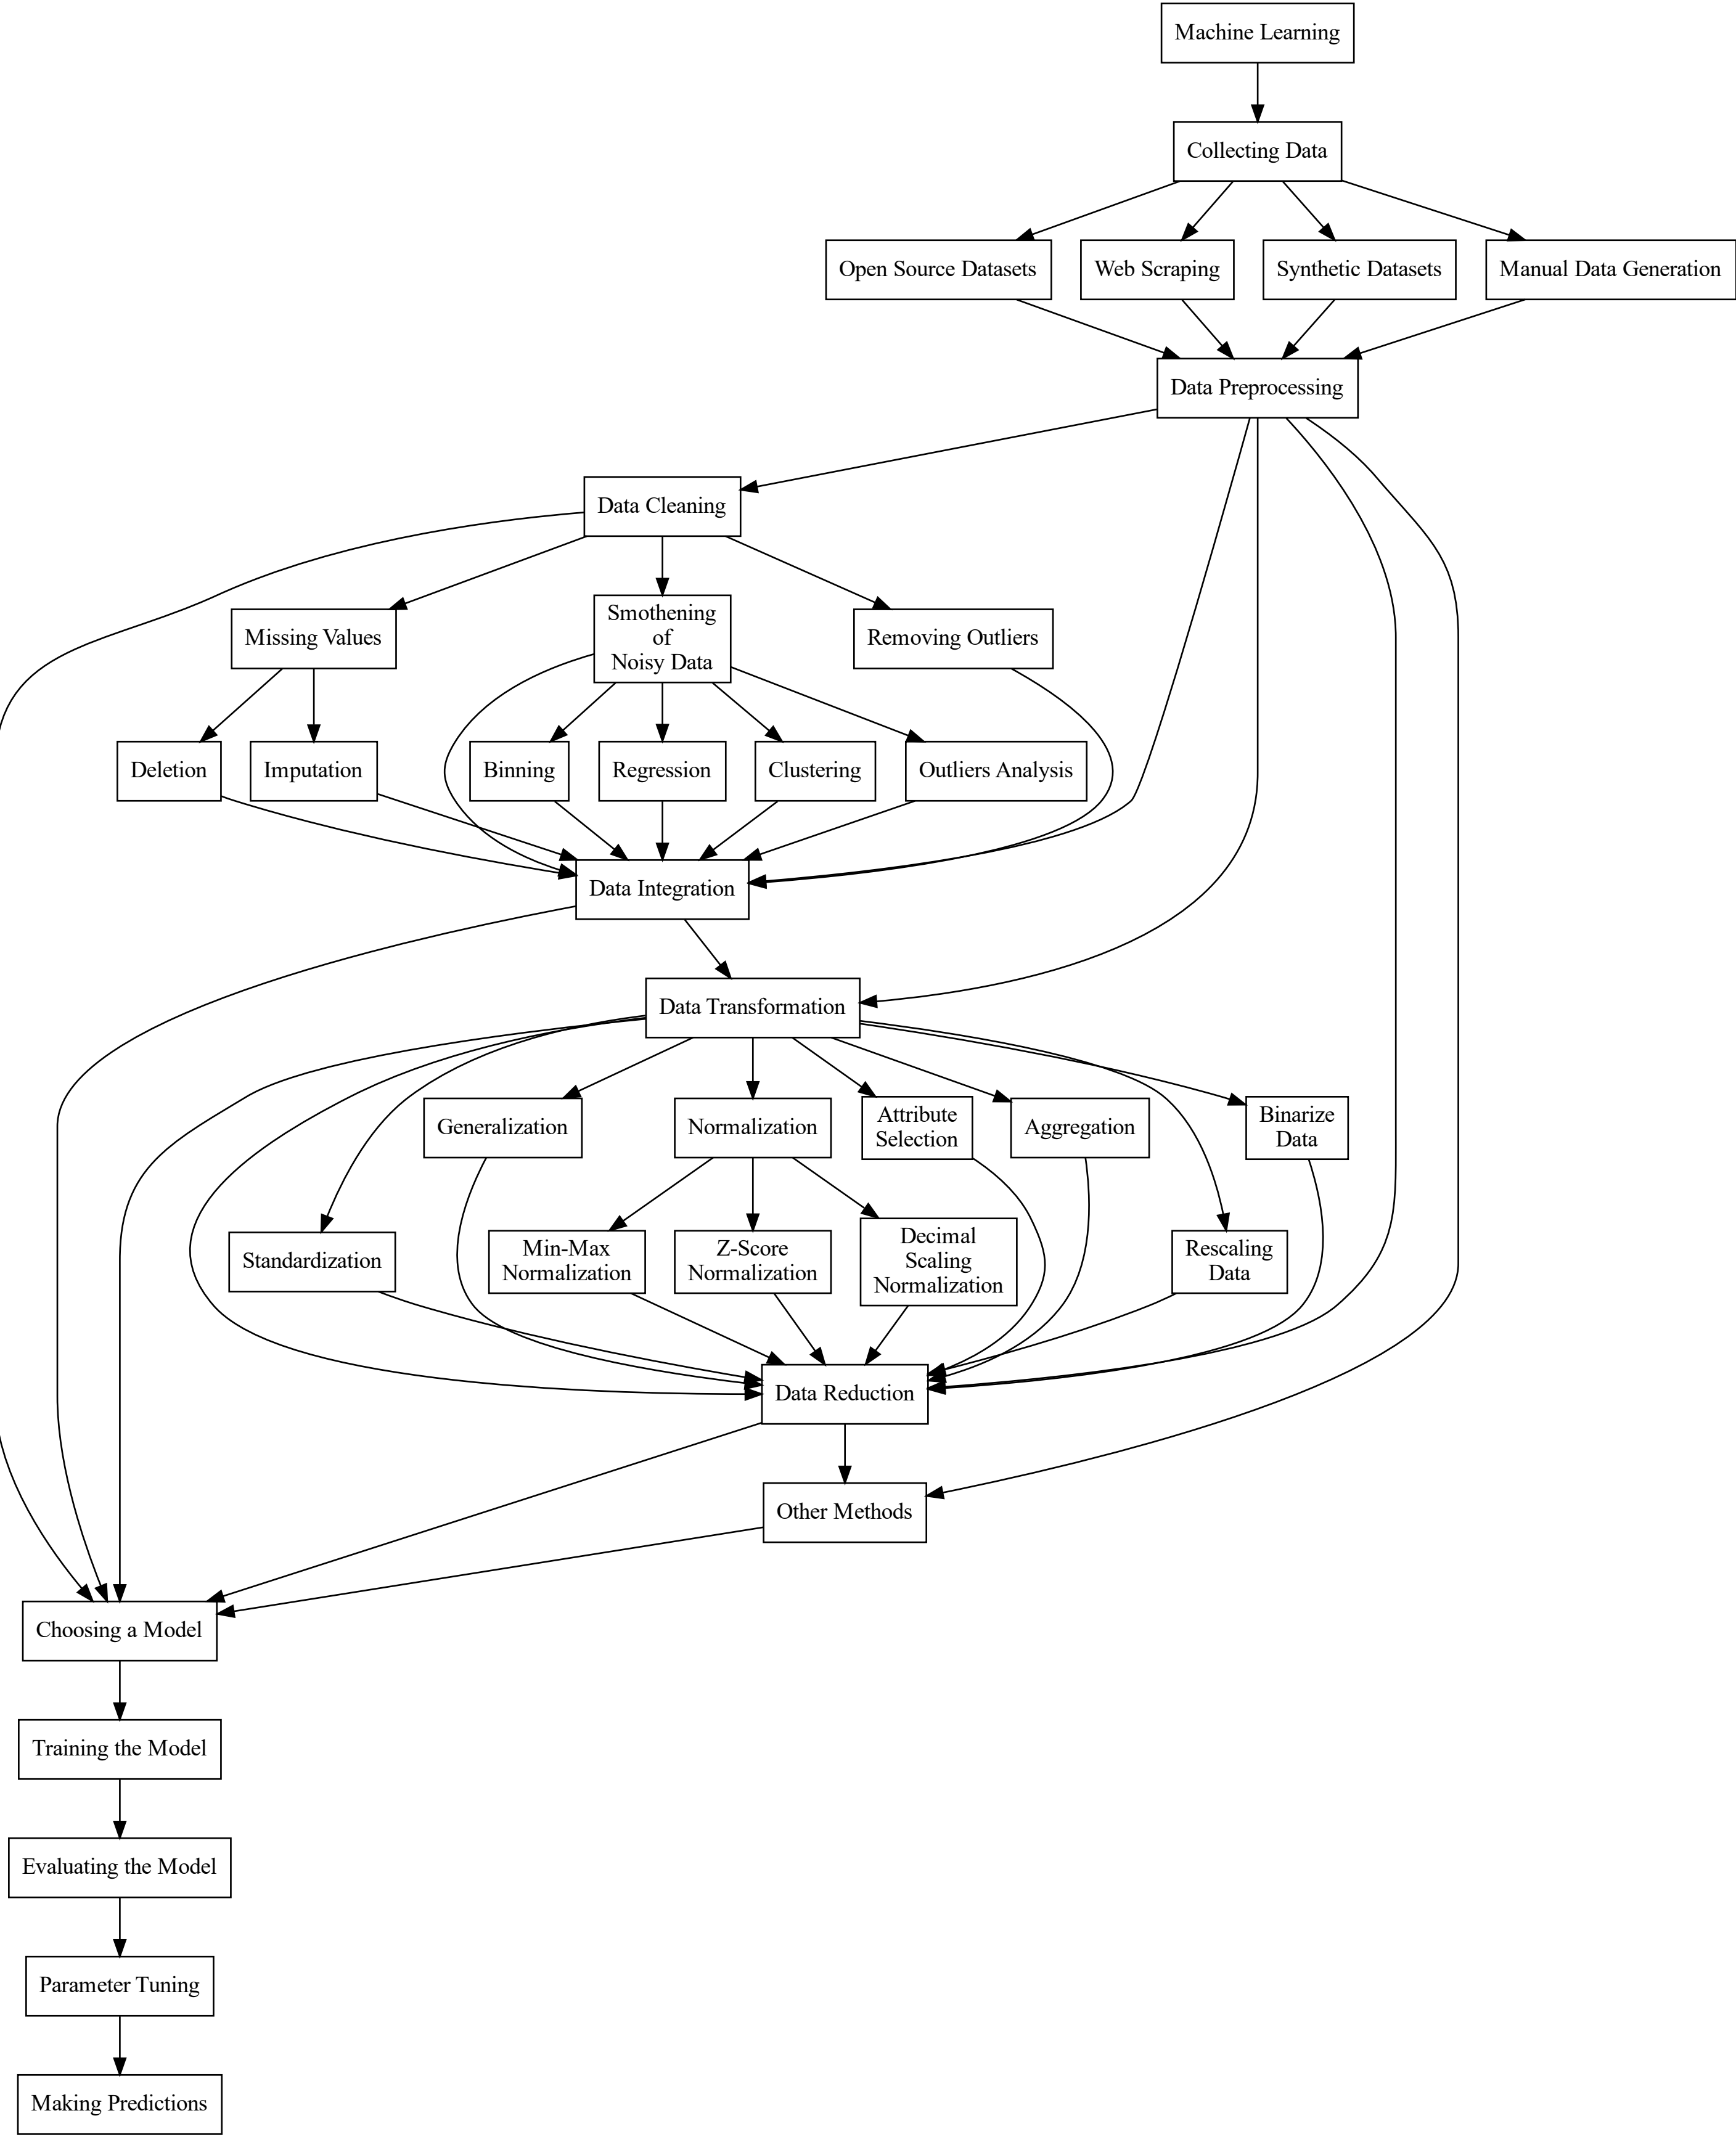 Machine Learning
Collecting Data
Open Source Datasets
Web Scraping
Synthetic Datasets
Manual Data Generation
Data Preprocessing
Data Cleaning
Missing Values
Smothening
of
Noisy Data
Removing Outliers
Deletion
Imputation
Binning
Regression
Clustering
Outliers Analysis
Data Integration
Data Transformation
Generalization
Normalization
Attribute
Selection
Aggregation
Binarize
Data
Standardization
Min-Max
Normalization
Z-Score
Normalization
Decimal
Scaling
Normalization
Rescaling
Data
Data Reduction
Other Methods
Choosing a Model
Training the Model
Evaluating the Model
Parameter Tuning
Making Predictions